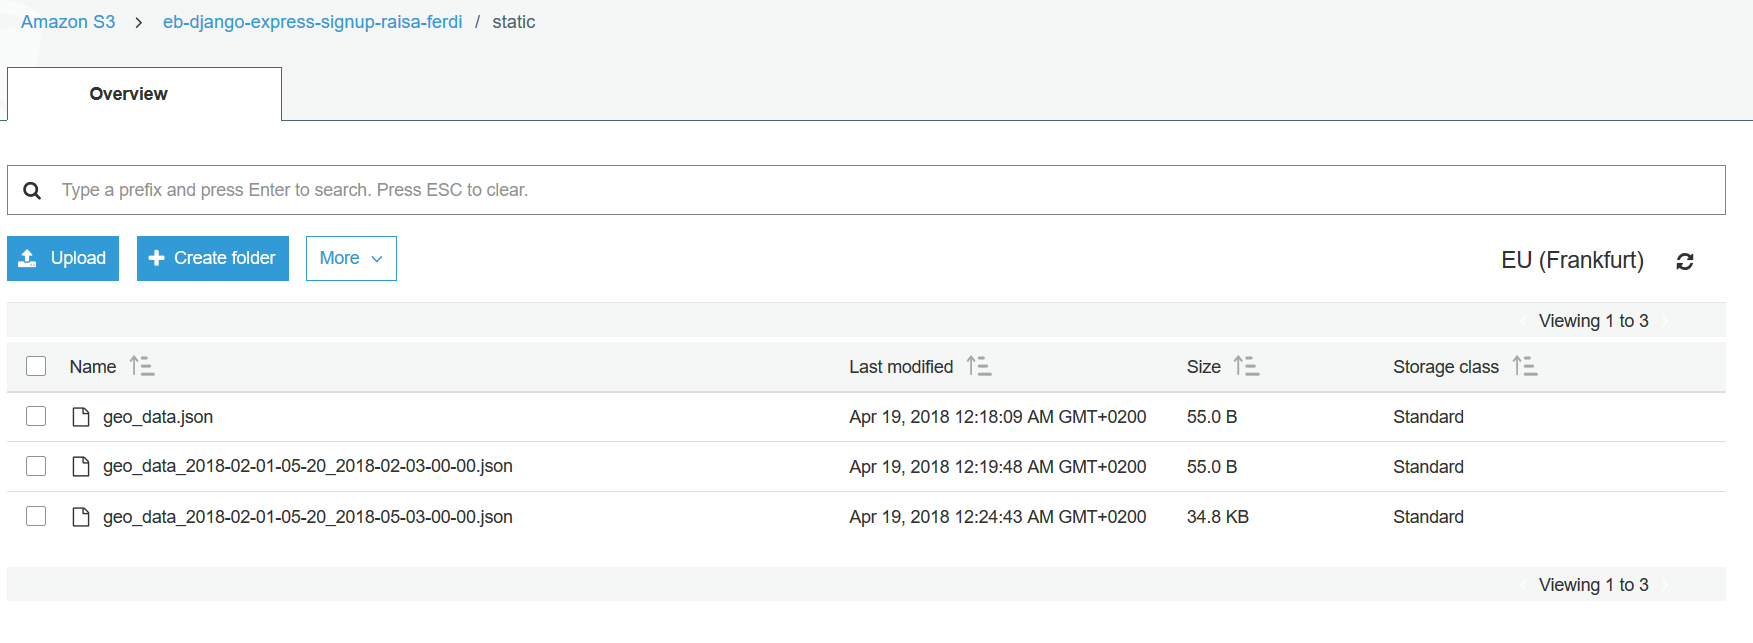 Amazon S3 > eb-django-express-signup-raisa-ferdi / static
Overview
Type a prefix and press Enter to search. Press ESC to clear.
Upload Create folder More EU (Frankfurt)
Viewing 1 to 3
Name Last modified Size Storage class
geo_data.json Apr 19, 2018 12:18:09 AM GMT+0200 55.0 B Standard
geo_data_2018-02-01-05-20_2018-02-03-00-00.json Apr 19, 2018 12:19:48 AM GMT+0200 55.0 B Standard
geo_data_2018-02-01-05-20_2018-05-03-00-00.json Apr 19, 2018 12:24:43 AM GMT+0200 34.8 KB Standard
Viewing 1 to 3